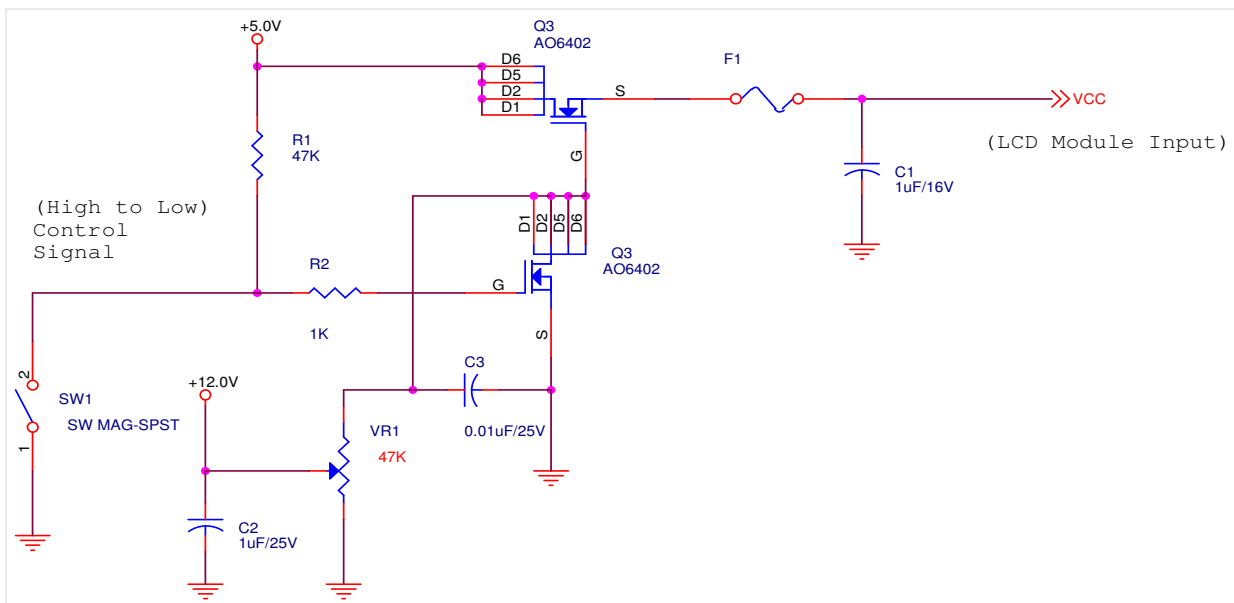 +5.0V
Q3
AO6402
D6
D5
D2
D1
S
G
F1
VCC
(LCD Module Input)
R1
47K
C1
1uF/16V
(High to Low)
Control
Signal
D1
D2
D5
D6
Q3
AO6402
R2
1K
G
S
2
1
SW1
SW MAG-SPST
+12.0V
C3
0.01uF/25V
VR1
47K
C2
1uF/25V